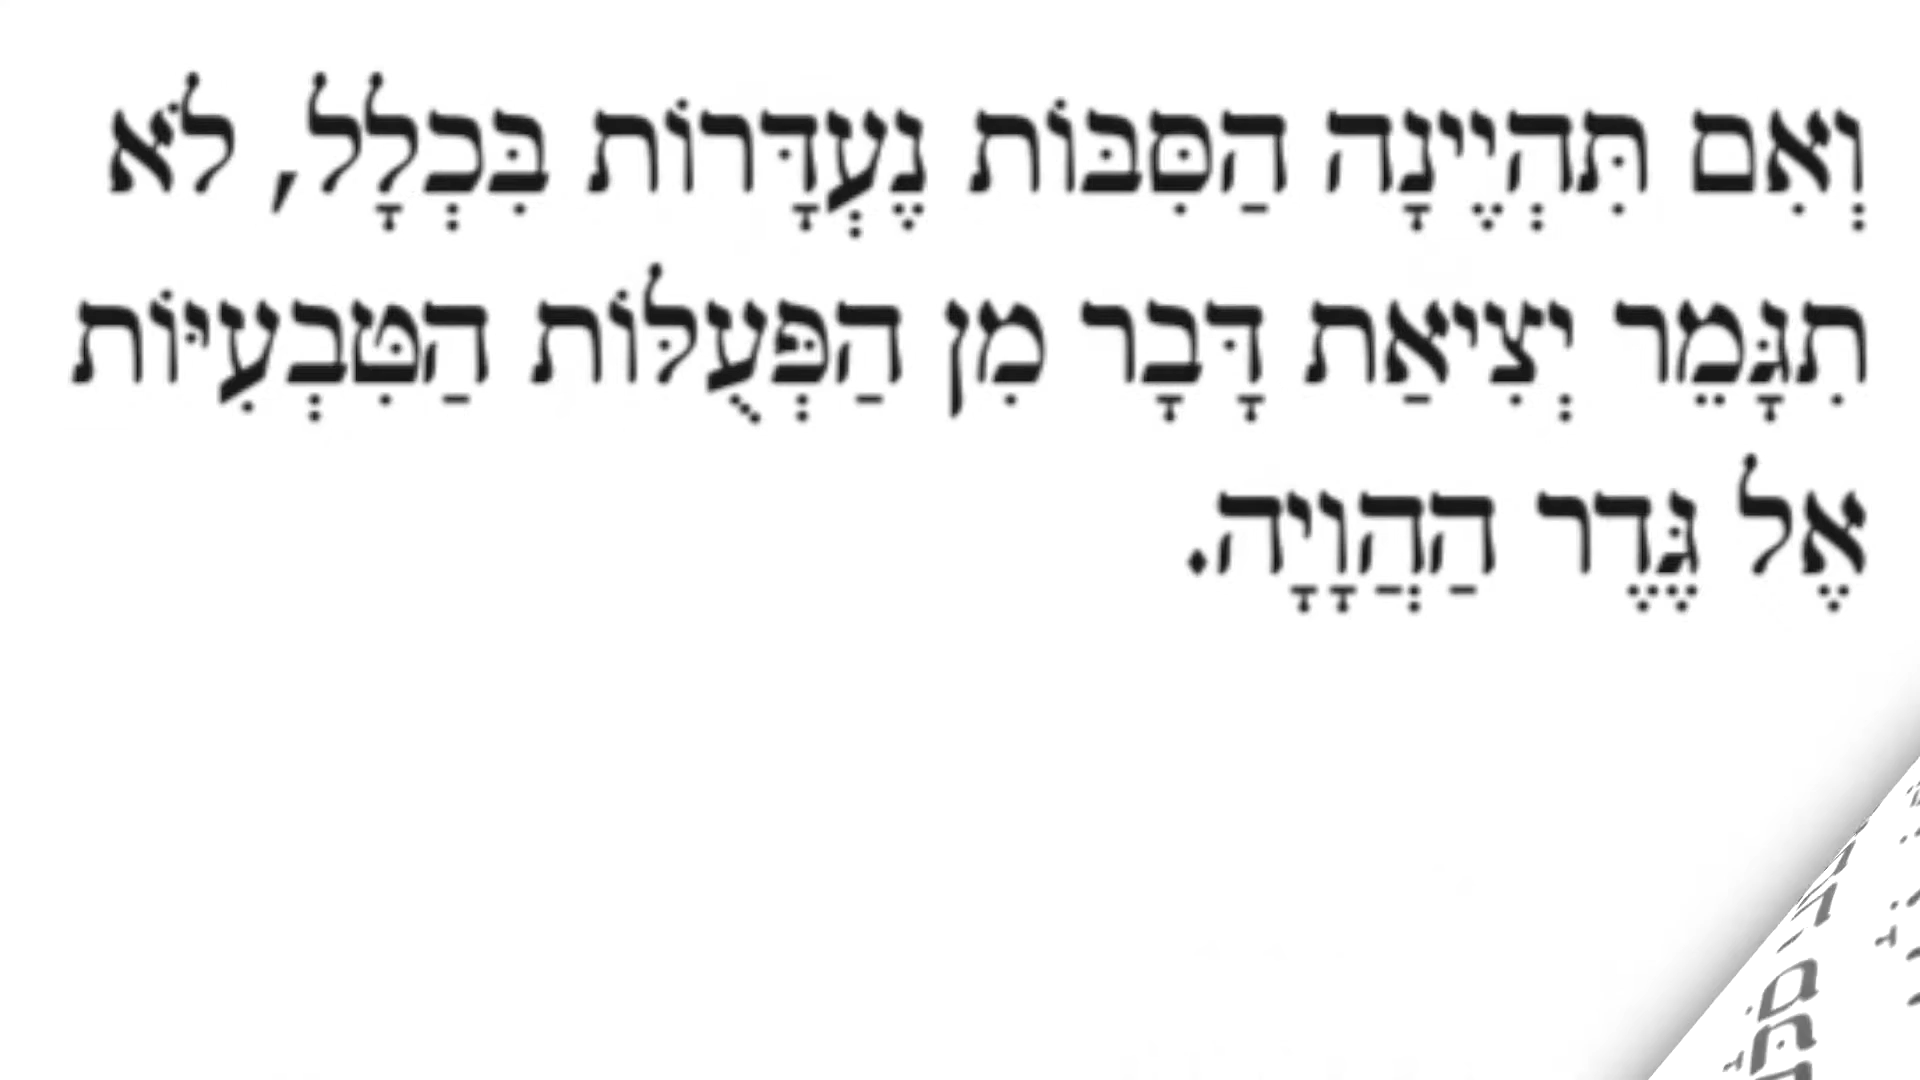 וְאִם תִּהְיֶינָה הַסִּבּוֹת נֶעְדָּרוֹת בִּכְלָל, לֹא
תִגָּמֵר יְצִיאַת דָּבָר מִן הַפְּעֻלּוֹת הַטִּבְעִיּוֹת
אֶל גֶּדֶר הַהֲוָיָה.